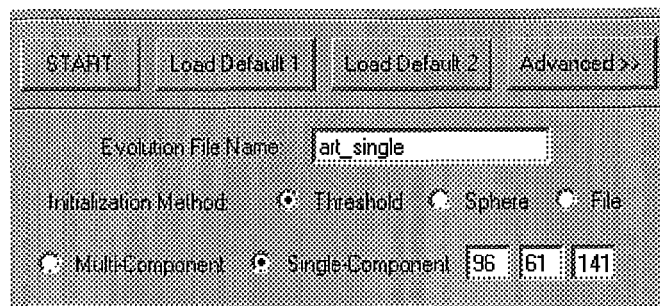 START Load Default 1 Load Default 2 Advanced >>
Evolution File Name: art_single
Initialization Method: Threshold Sphere File
Multi-Component Single-Component 96 61 141